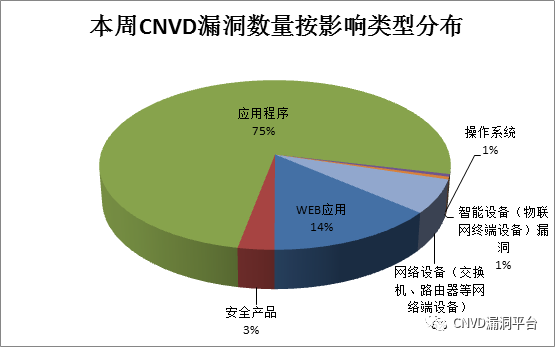 本周CNVD漏洞数量按影响类型分布
应用程序
75%
操作系统
1%
智能设备（物联
网终端设备）漏
洞
1%
WEB应用
14%
网络设备（交换
机、路由器等网
络端设备）
安全产品
3%
CNVD漏洞平台